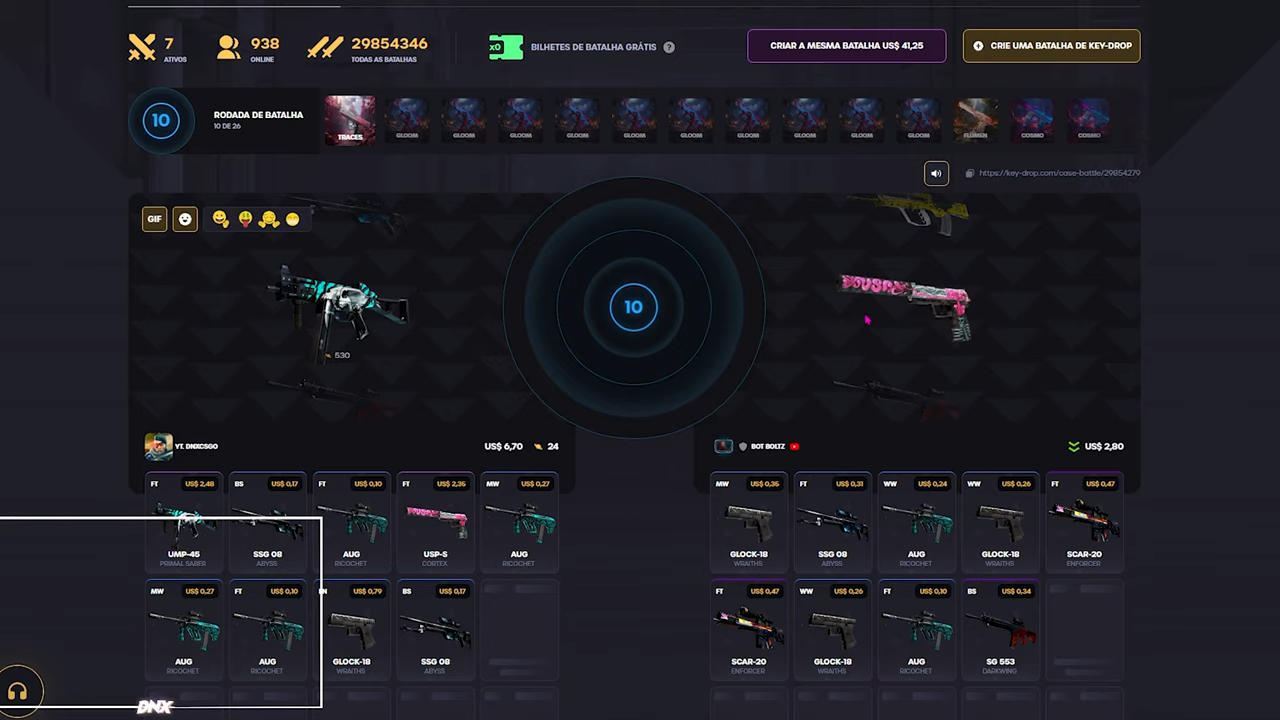 7
ATIVOS
938
ONLINE
29854346
TODAS AS BATALHAS
x0
BILHETES DE BATALHA GRÁTIS ?
CRIAR A MESMA BATALHA US$ 41,25
CRIE UMA BATALHA DE KEY-DROP
10
RODADA DE BATALHA
10 DE 26
TRACES
GLOOM
GLOOM
GLOOM
GLOOM
GLOOM
GLOOM
GLOOM
GLOOM
GLOOM
GLOOM
FLUMEN
COSMO
COSMO
https://key-drop.com/case-battle/29854279
GIF
10
530
YT. DNXCSGO
US$ 6,70
24
BOT BOLTZ
US$ 2,80
FT US$ 2,48
UMP-45
PRIMAL SABER
BS US$ 0,17
SSG 08
ABYSS
FT US$ 0,10
AUG
RICOCHET
FT US$ 2,35
USP-S
CORTEX
MW US$ 0,27
AUG
RICOCHET
MW US$ 0,35
GLOCK-18
WRAITHS
FT US$ 0,31
SSG 08
ABYSS
WW US$ 0,24
AUG
RICOCHET
WW US$ 0,26
GLOCK-18
WRAITHS
FT US$ 0,47
SCAR-20
ENFORCER
MW US$ 0,27
AUG
RICOCHET
FT US$ 0,10
AUG
RICOCHET
US$ 0,79
GLOCK-18
WRAITHS
BS US$ 0,17
SSG 08
ABYSS
FT US$ 0,47
SCAR-20
ENFORCER
WW US$ 0,26
GLOCK-18
WRAITHS
FT US$ 0,10
AUG
RICOCHET
BS US$ 0,34
SG 553
DARKWING
DNX